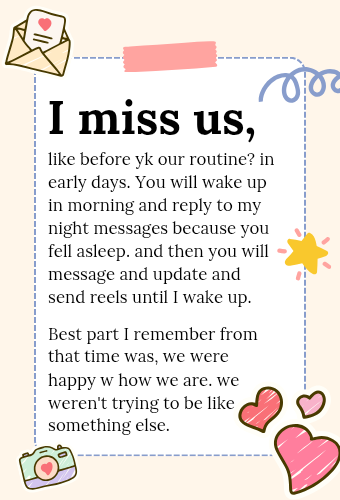 I miss us,
like before yk our routine? in
early days. You will wake up
in morning and reply to my
night messages because you
fell asleep. and then you will
message and update and
send reels until I wake up.
Best part I remember from
that time was, we were
happy w how we are. we
weren't trying to be like
something else.